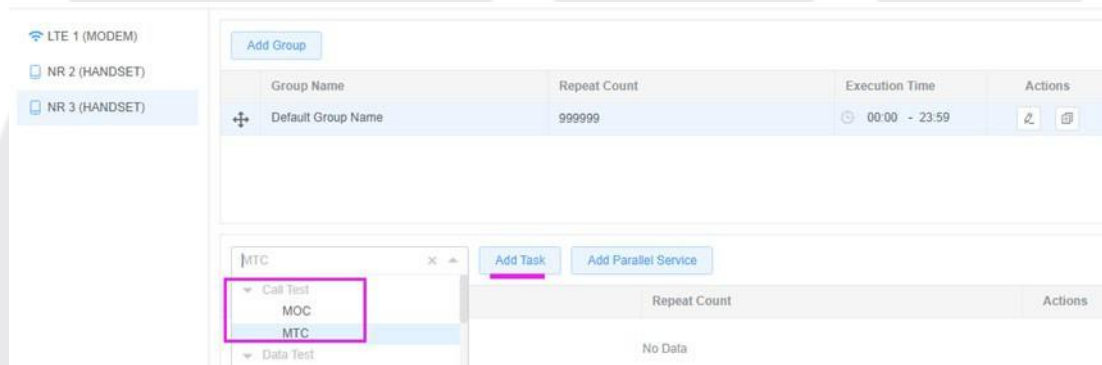 LTE 1 (MODEM)
NR 2 (HANDSET)
NR 3 (HANDSET)
Add Group
Group Name Repeat Count Execution Time Actions
Default Group Name 999999 00:00 - 23:59
MTC
Add Task
Add Parallel Service
Call Test
MOC
MTC
Data Test
Repeat Count Actions
No Data